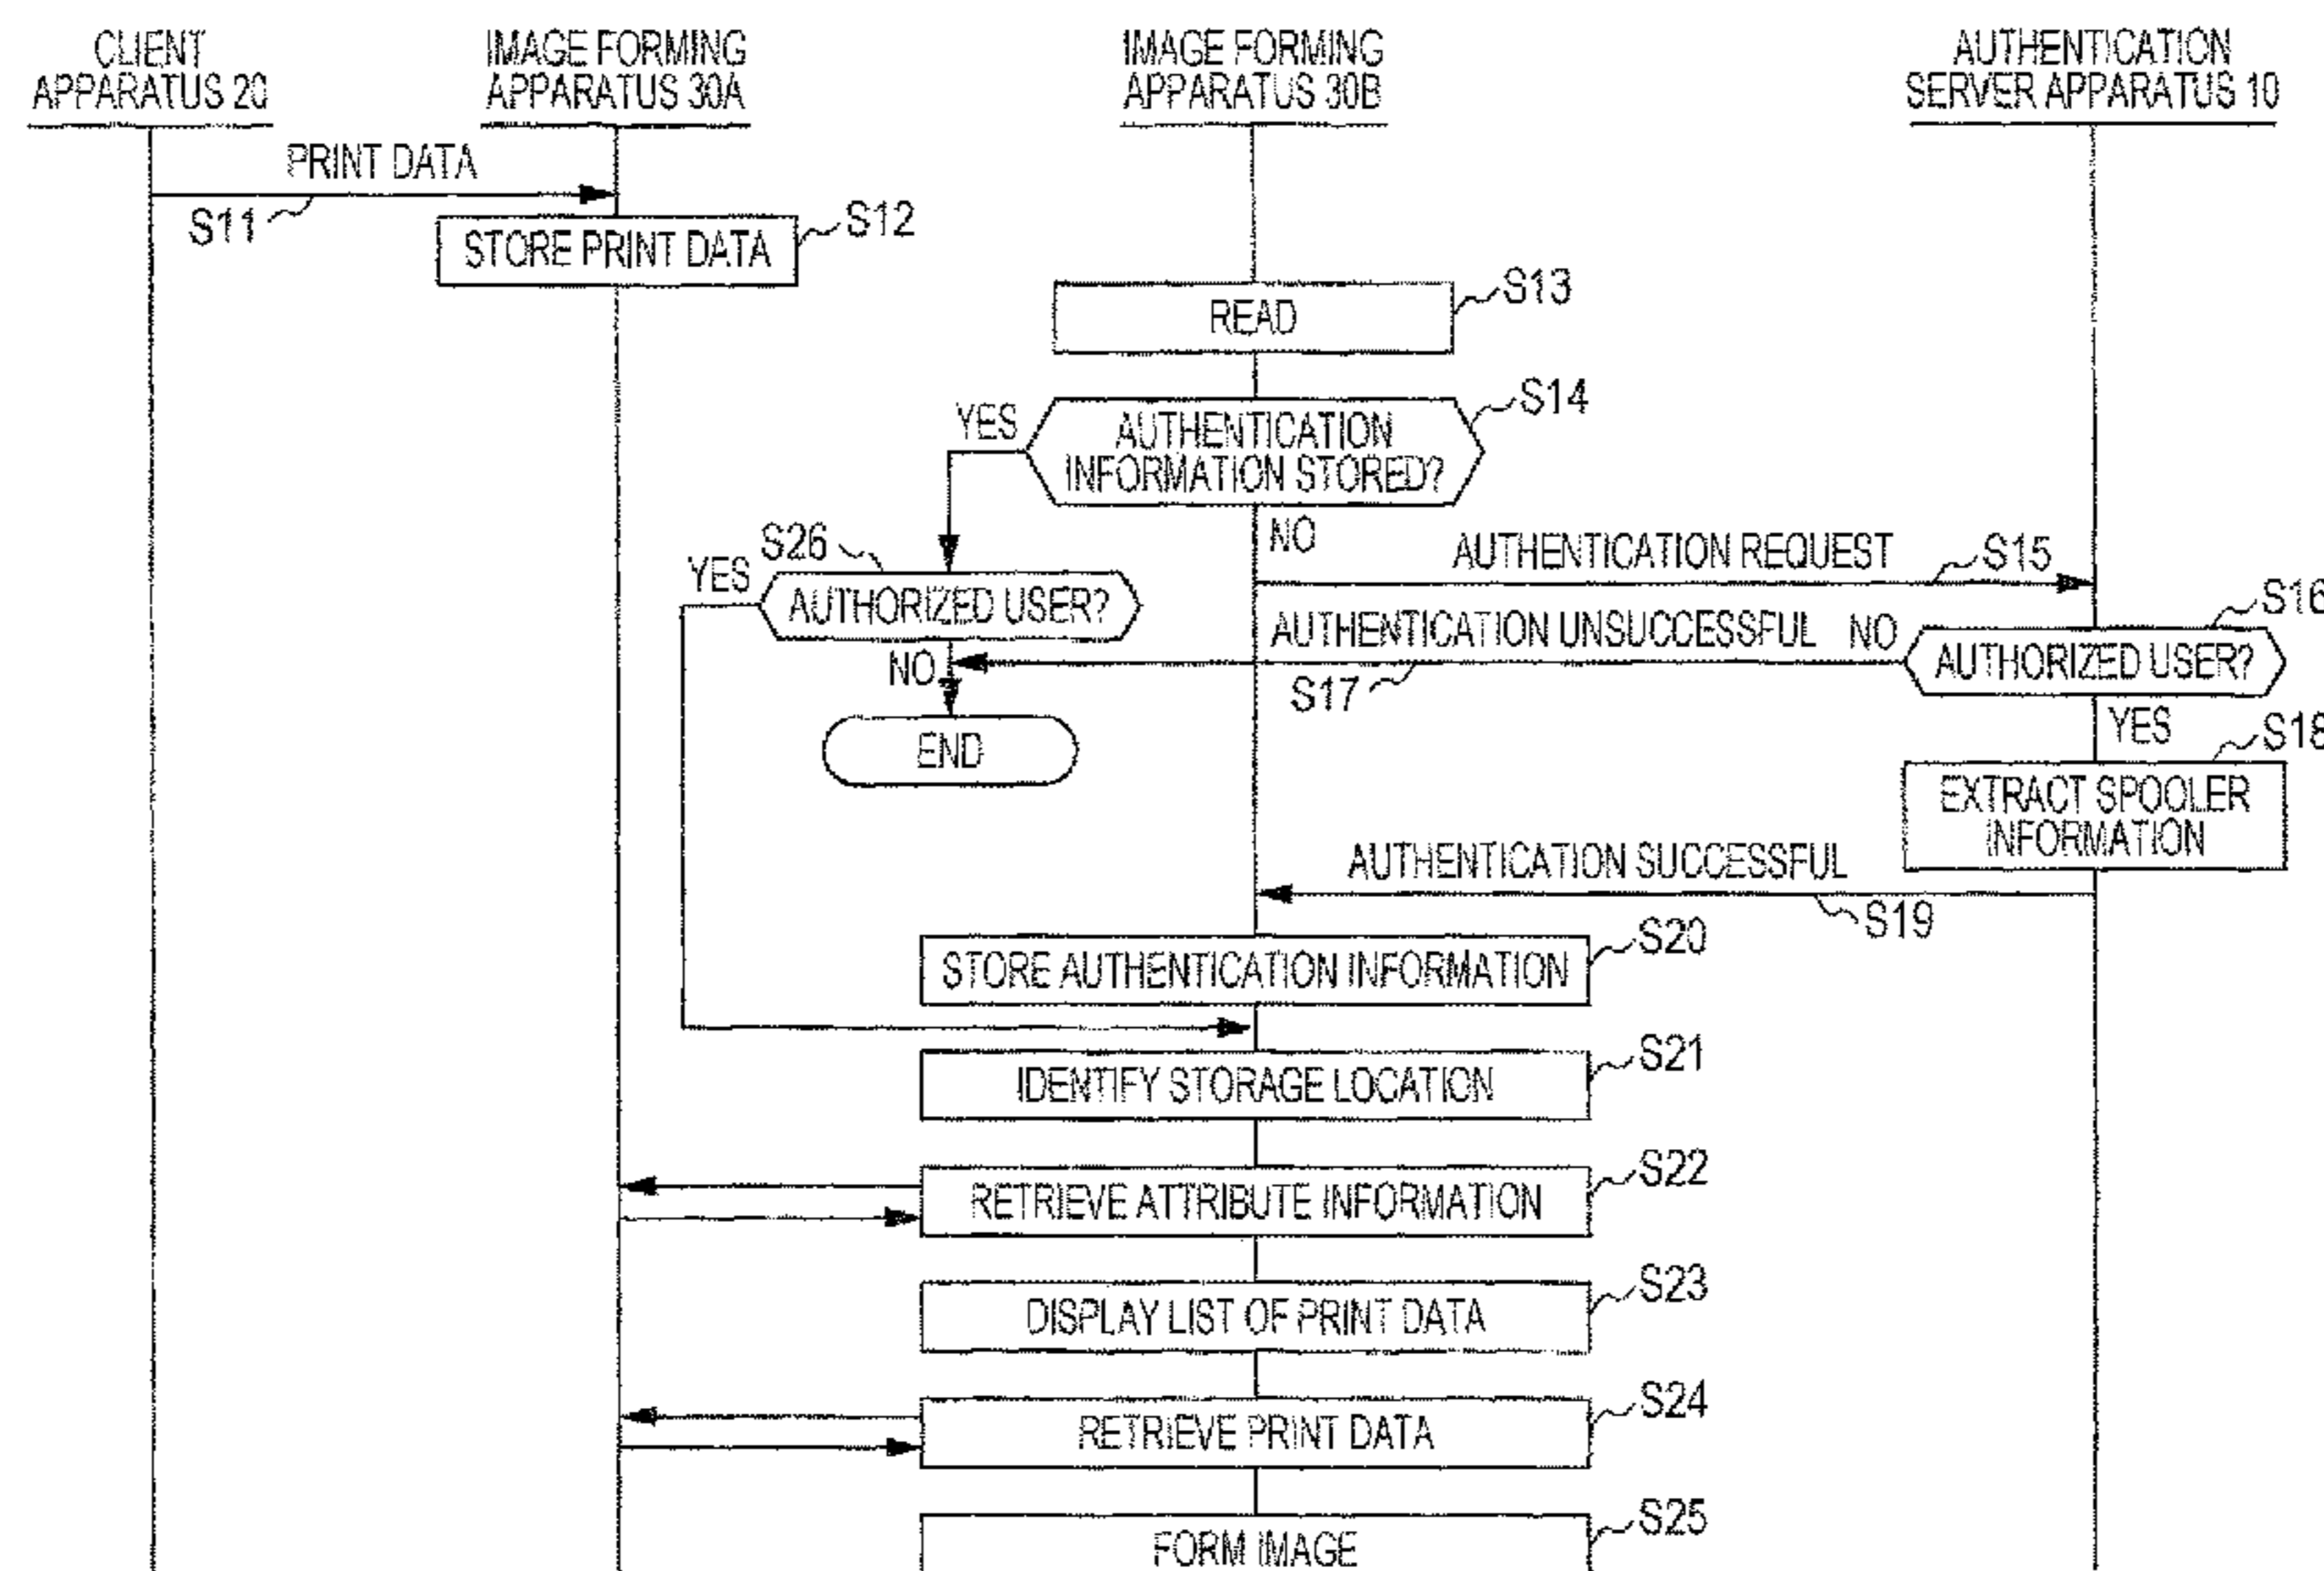 CLIENT
APPARATUS 20
IMAGE FORMING
APPARATUS 30A
IMAGE FORMING
APPARATUS 30B
AUTHENTICATION
SERVER APPARATUS 10
PRINT DATA
S11
STORE PRINT DATA
S12
READ
S13
YES
AUTHENTICATION
INFORMATION STORED?
S14
NO
S26
YES
AUTHORIZED USER?
NO
END
AUTHENTICATION REQUEST
S15
AUTHENTICATION UNSUCCESSFUL
NO
S17
S16
AUTHORIZED USER?
YES
S18
EXTRACT SPOOLER
INFORMATION
AUTHENTICATION SUCCESSFUL
S19
STORE AUTHENTICATION INFORMATION
S20
IDENTIFY STORAGE LOCATION
S21
RETRIEVE ATTRIBUTE INFORMATION
S22
DISPLAY LIST OF PRINT DATA
S23
RETRIEVE PRINT DATA
S24
FORM IMAGE
S25